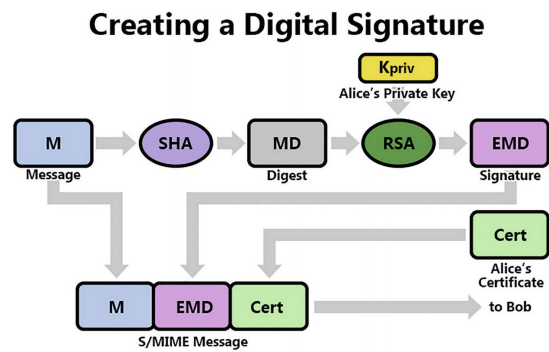 Creating a Digital Signature
Kpriv
Alice's Private Key
M
SHA
MD
RSA
EMD
Message
Digest
Signature
Cert
Alice's
Certificate
M
EMD
Cert
to Bob
S/MIME Message